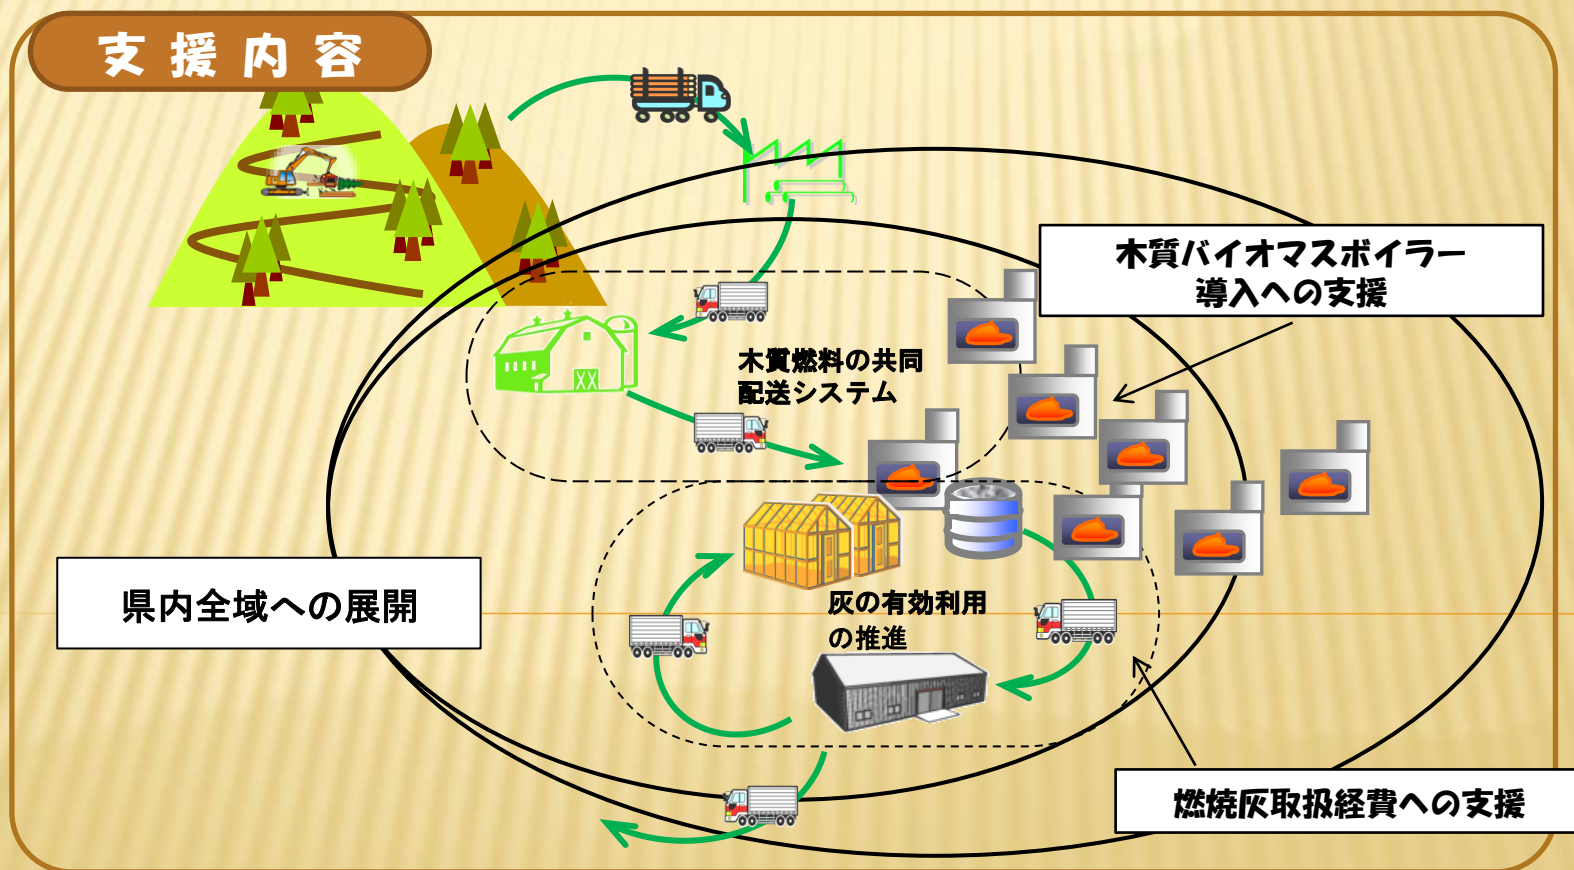 支援内容
木質バイオマスボイラー
導入への支援
木質燃料の共同
配送システム
県内全域への展開
灰の有効利用
の推進
燃焼灰取扱経費への支援